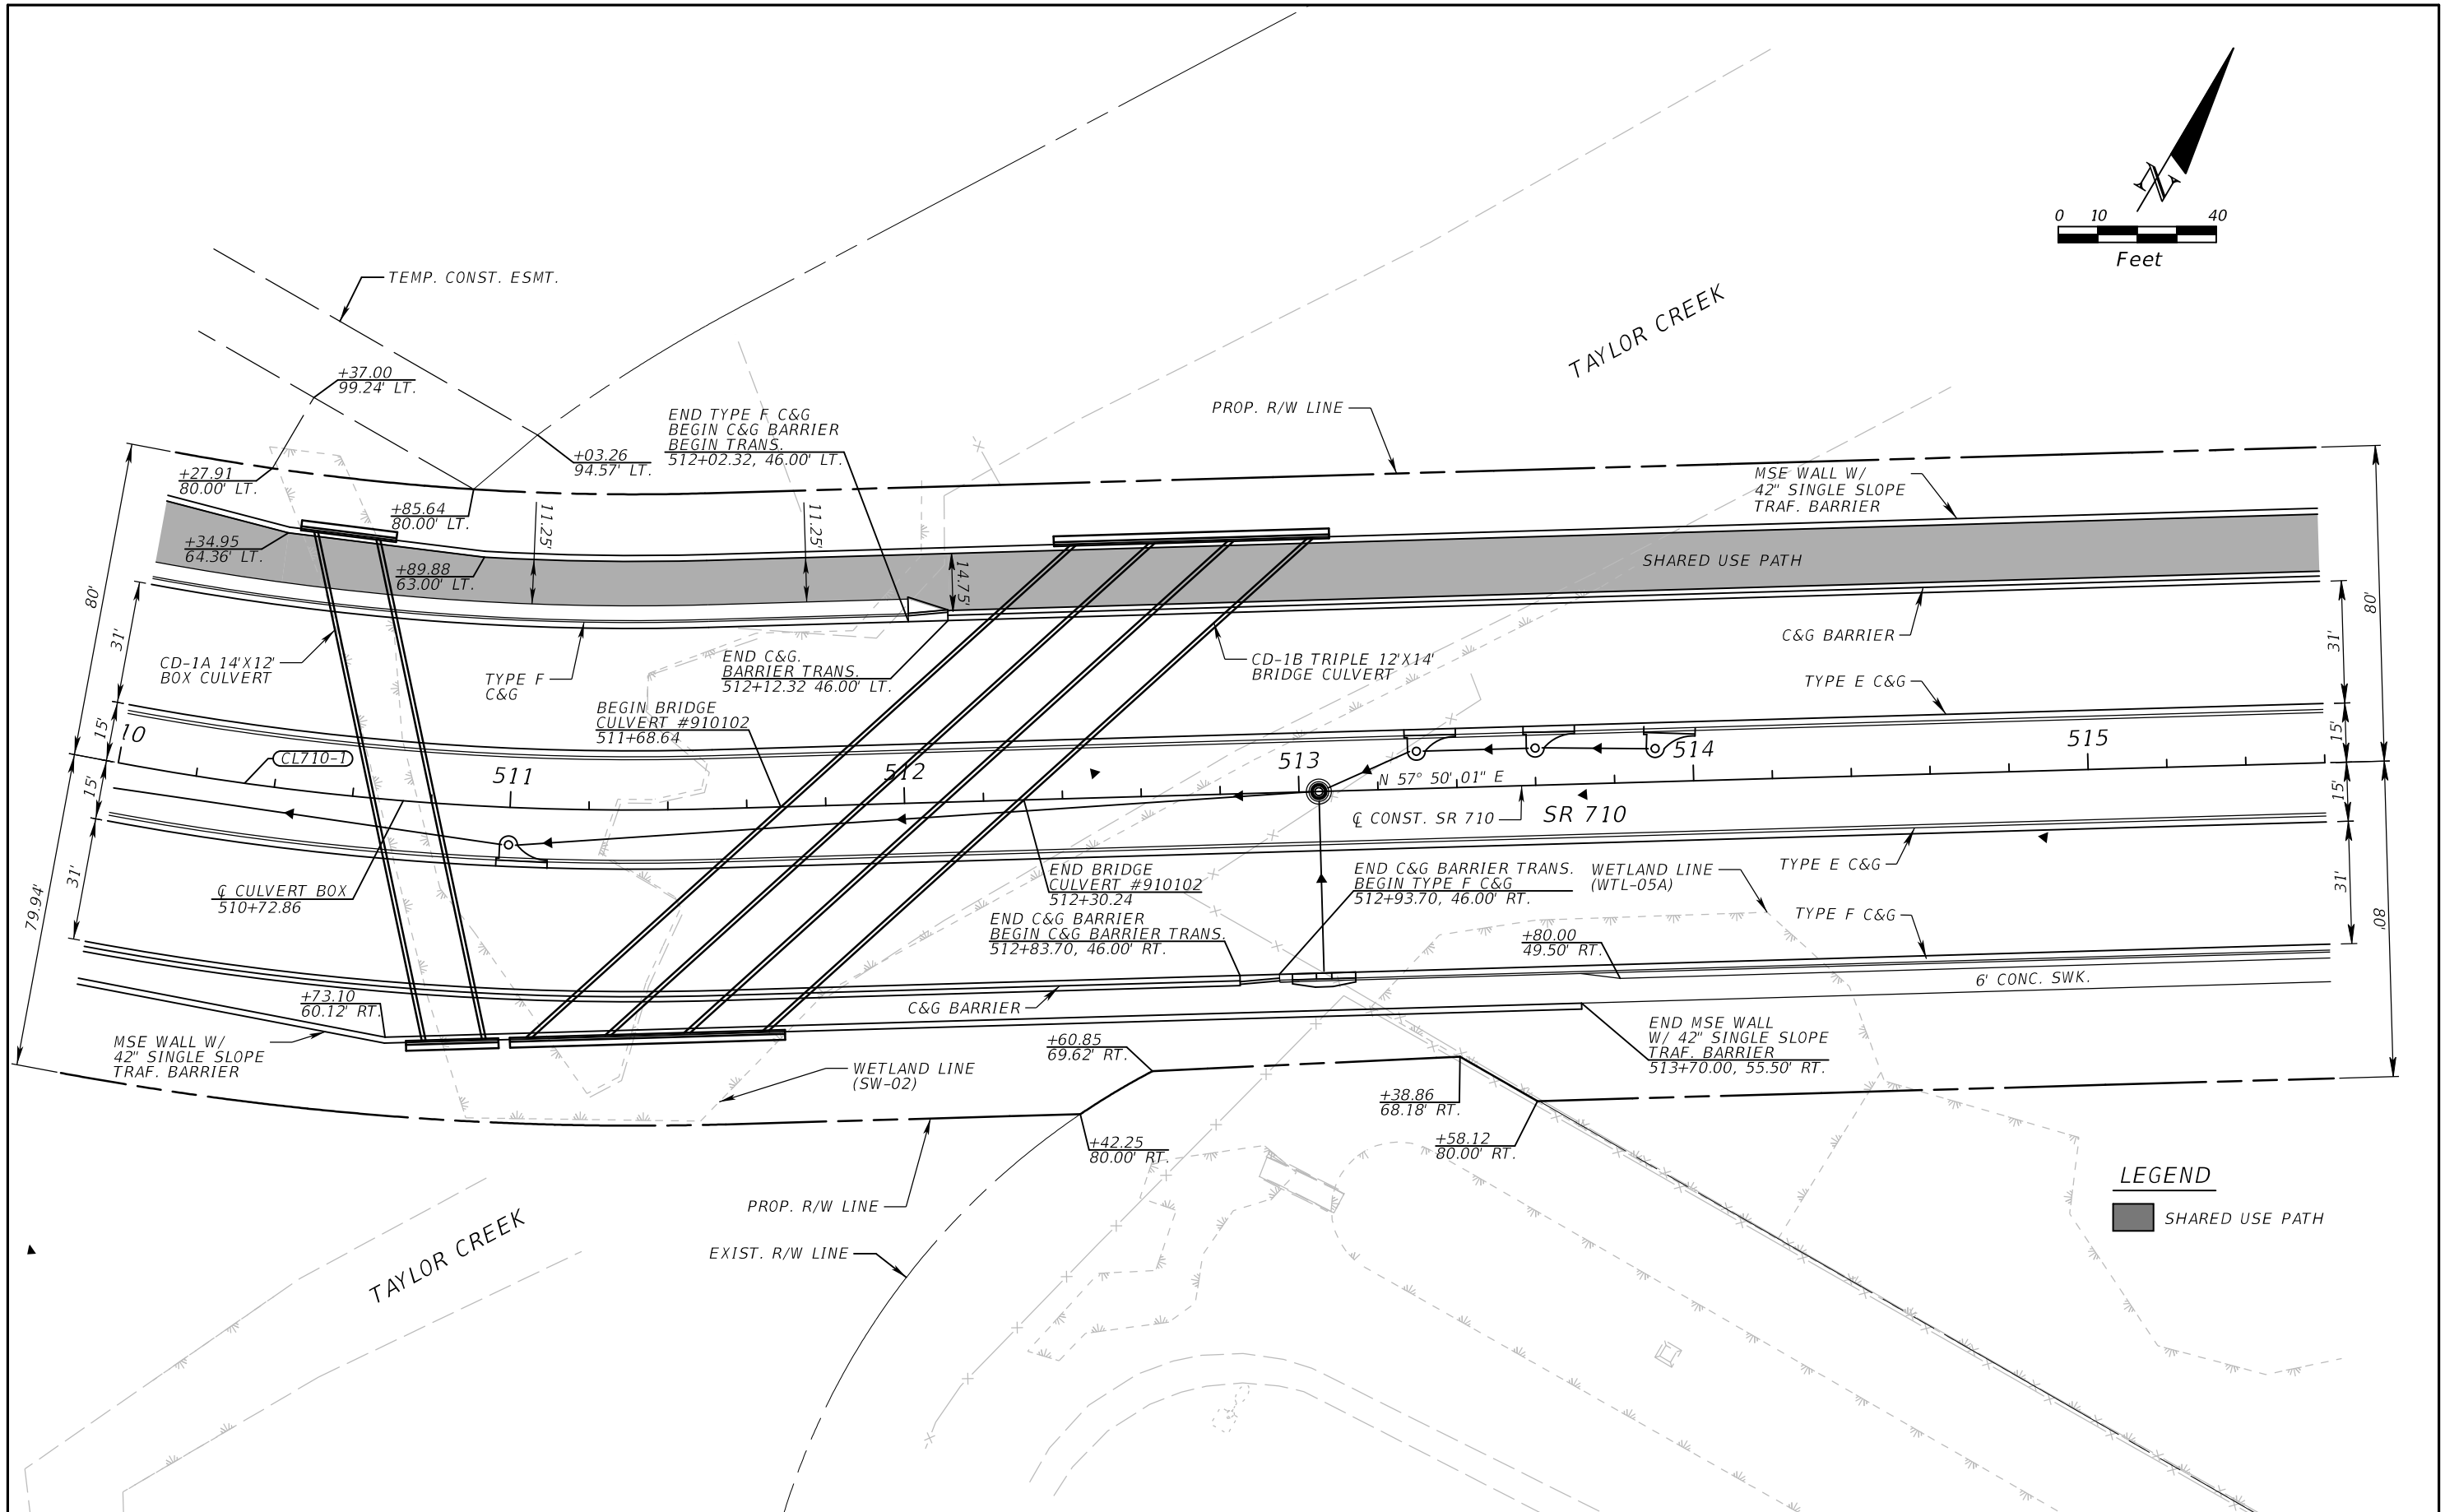 N
0 10 40
Feet
TAYLOR CREEK
TEMP. CONST. ESMT.
+37.00
99.24' LT.
END TYPE F C&G
BEGIN C&G BARRIER
BEGIN TRANS.
512+02.32, 46.00' LT.
PROP. R/W LINE
+03.26
94.57' LT.
+27.91
80.00' LT.
MSE WALL W/
42" SINGLE SLOPE
TRAF. BARRIER
+85.64
80.00' LT.
11.25'
11.25'
+34.95
64.36' LT.
+89.88
63.00' LT.
SHARED USE PATH
14.75'
80'
80'
31'
31'
C&G BARRIER
CD-1A 14'X12'
BOX CULVERT
TYPE F
C&G
END C&G.
BARRIER TRANS.
512+12.32 46.00' LT.
CD-1B TRIPLE 12'X14'
BRIDGE CULVERT
TYPE E C&G
BEGIN BRIDGE
CULVERT #910102
511+68.64
15'
15'
10
CL710-1
511
512
513
514
515
N 57° 50' 01" E
15'
15'
℄ CONST. SR 710
SR 710
TYPE E C&G
END BRIDGE
CULVERT #910102
512+30.24
END C&G BARRIER TRANS.
BEGIN TYPE F C&G
512+93.70, 46.00' RT.
WETLAND LINE
(WTL-05A)
31'
31'
℄ CULVERT BOX
510+72.86
79.94'
80'
END C&G BARRIER
BEGIN C&G BARRIER TRANS.
512+83.70, 46.00' RT.
TYPE F C&G
+80.00
49.50' RT.
6' CONC. SWK.
+73.10
60.12' RT.
C&G BARRIER
MSE WALL W/
42" SINGLE SLOPE
TRAF. BARRIER
+60.85
69.62' RT.
END MSE WALL
W/ 42" SINGLE SLOPE
TRAF. BARRIER
513+70.00, 55.50' RT.
WETLAND LINE
(SW-02)
+38.86
68.18' RT.
+42.25
80.00' RT.
+58.12
80.00' RT.
PROP. R/W LINE
EXIST. R/W LINE
TAYLOR CREEK
LEGEND
SHARED USE PATH